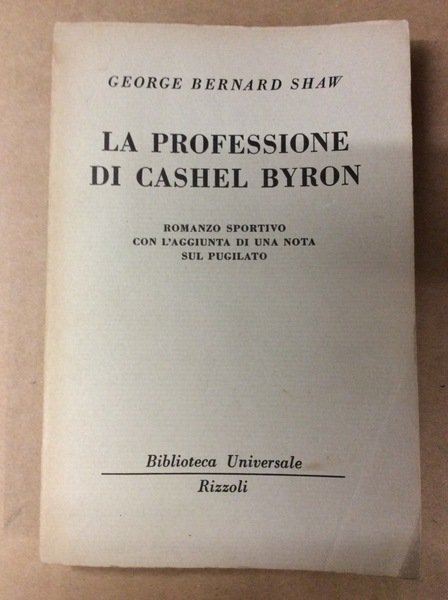 GEORGE BERNARD SHAW
LA PROFESSIONE
DI CASHEL BYRON
ROMANZO SPORTIVO
CON L'AGGIUNTA DI UNA NOTA
SUL PUGILATO
Biblioteca Universale
Rizzoli